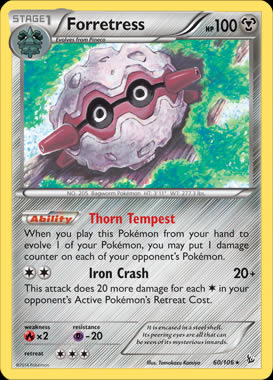 STAGE1
Forretress
HP100
Evolves from Pineco
NO. 205 Bagworm Pokémon HT: 3'11" WT: 277.3 lbs.
Ability
Thorn Tempest
When you play this Pokémon from your hand to
evolve 1 of your Pokémon, you may put 1 damage
counter on each of your opponent's Pokémon.
Iron Crash
20+
This attack does 20 more damage for each in
your opponent's Active Pokémon's Retreat Cost.
weakness
×2
resistance
-20
retreat
It is encased in a steel shell.
Its peering eyes are all that can
be seen of its mysterious innards.
Illus. Tomokazu Komiya
60/106